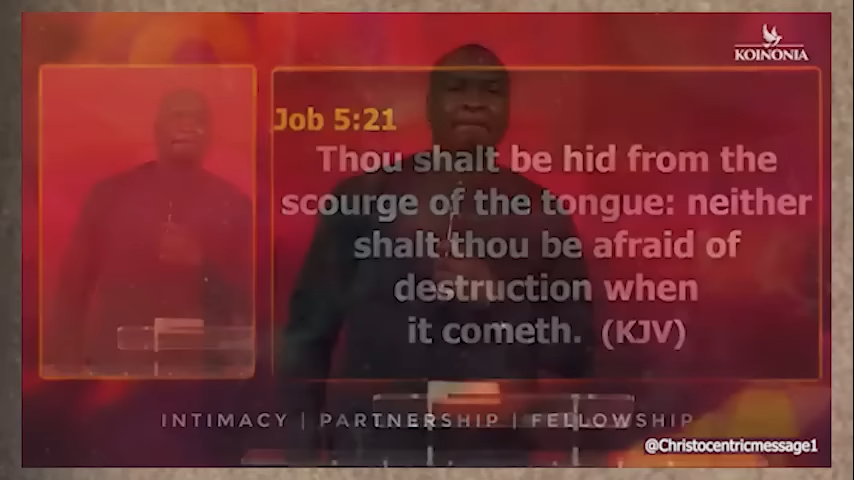 KOINONIA
Job 5:21
Thou shalt be hid from the
scourge of the tongue: neither
shalt thou be afraid of
destruction when
it cometh. (KJV)
INTIMACY | PARTNERSHIP | FELLOWSHIP
@Christocentricmessage1